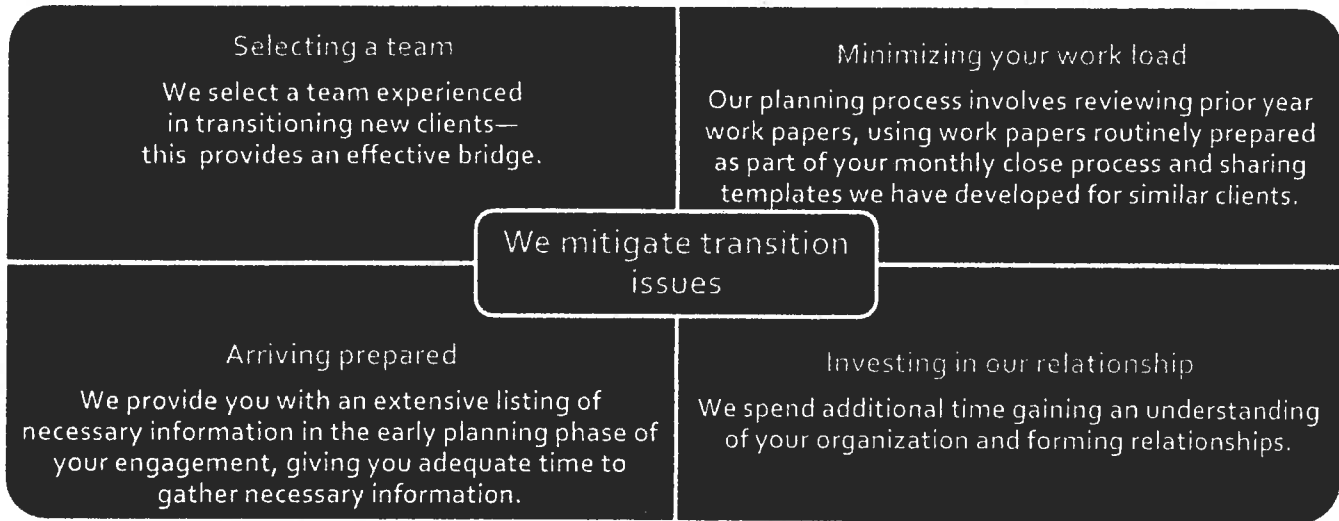 Selecting a team
We select a team experienced
in transitioning new clients—
this provides an effective bridge.
Minimizing your work load
Our planning process involves reviewing prior year
work papers, using work papers routinely prepared
as part of your monthly close process and sharing
templates we have developed for similar clients.
We mitigate transition
issues
Arriving prepared
We provide you with an extensive listing of
necessary information in the early planning phase of
your engagement, giving you adequate time to
gather necessary information.
Investing in our relationship
We spend additional time gaining an understanding
of your organization and forming relationships.